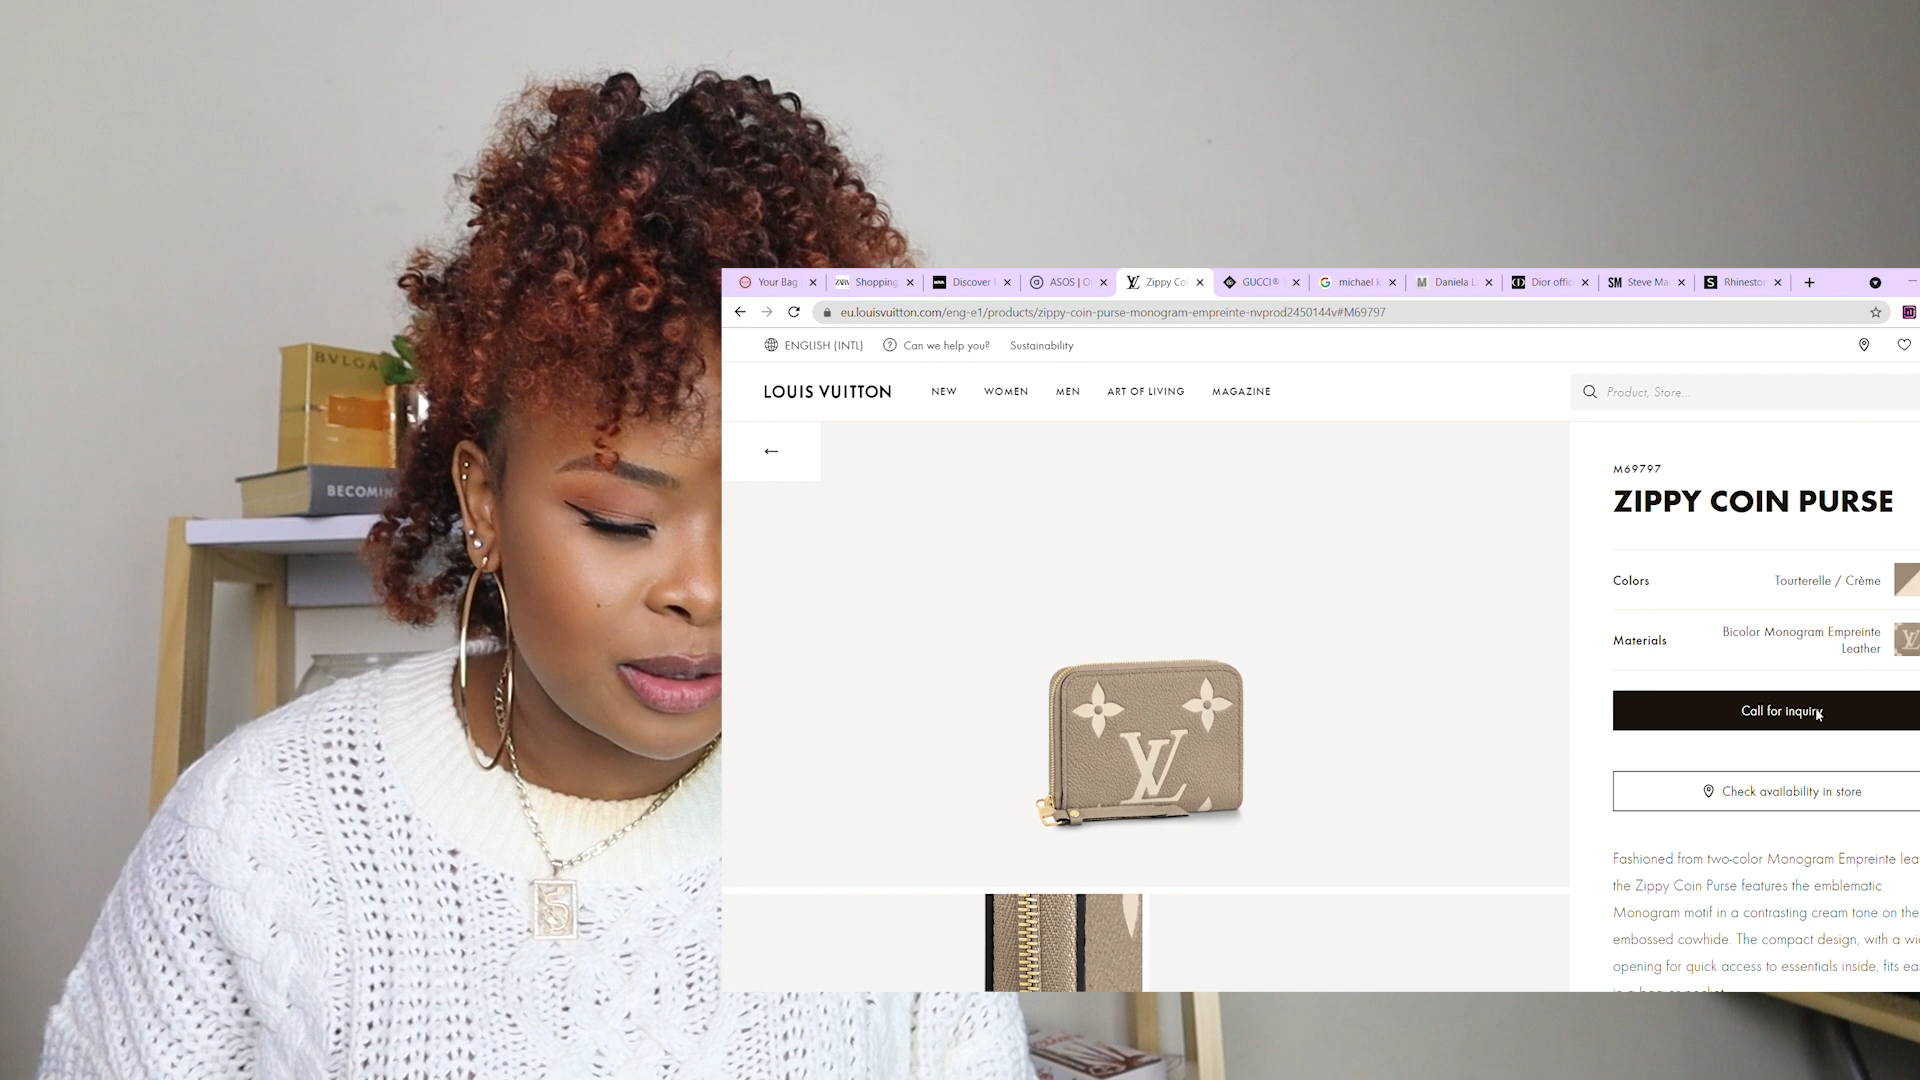 BVLGA
BECOMIN
Your Bag
ZARA
Shopping
NOVA
Discover
ASOS | O
Zippy Co
GUCCI®
michael k
Daniela L
Dior offic
SM
Steve Ma
Rhinesto
eu.louisvuitton.com/eng-e1/products/zippy-coin-purse-monogram-empreinte-nvprod2450144v#M69797
ENGLISH (INTL)
Can we help you?
Sustainability
LOUIS VUITTON
NEW
WOMEN
MEN
ART OF LIVING
MAGAZINE
Product, Store...
M69797
ZIPPY COIN PURSE
Colors
Tourterelle / Crème
Materials
Bicolor Monogram Empreinte
Leather
LV
Call for inquiry
Check availability in store
Fashioned from two-color Monogram Empreinte lea
the Zippy Coin Purse features the emblematic
Monogram motif in a contrasting cream tone on the
embossed cowhide. The compact design, with a wi
opening for quick access to essentials inside, fits ea